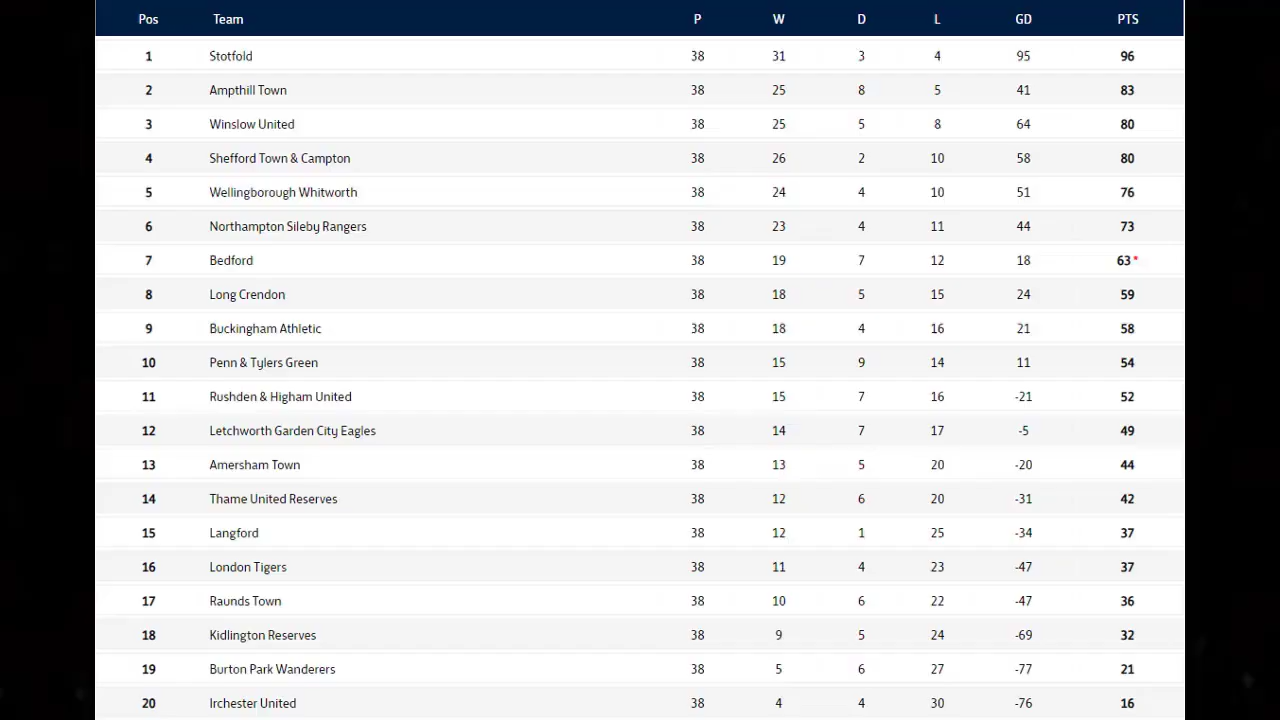 Pos Team P W D L GD PTS
1 Stotfold 38 31 3 4 95 96
2 Ampthill Town 38 25 8 5 41 83
3 Winslow United 38 25 5 8 64 80
4 Shefford Town & Campton 38 26 2 10 58 80
5 Wellingborough Whitworth 38 24 4 10 51 76
6 Northampton Sileby Rangers 38 23 4 11 44 73
7 Bedford 38 19 7 12 18 63 *
8 Long Crendon 38 18 5 15 24 59
9 Buckingham Athletic 38 18 4 16 21 58
10 Penn & Tylers Green 38 15 9 14 11 54
11 Rushden & Higham United 38 15 7 16 -21 52
12 Letchworth Garden City Eagles 38 14 7 17 -5 49
13 Amersham Town 38 13 5 20 -20 44
14 Thame United Reserves 38 12 6 20 -31 42
15 Langford 38 12 1 25 -34 37
16 London Tigers 38 11 4 23 -47 37
17 Raunds Town 38 10 6 22 -47 36
18 Kidlington Reserves 38 9 5 24 -69 32
19 Burton Park Wanderers 38 5 6 27 -77 21
20 Irchester United 38 4 4 30 -76 16